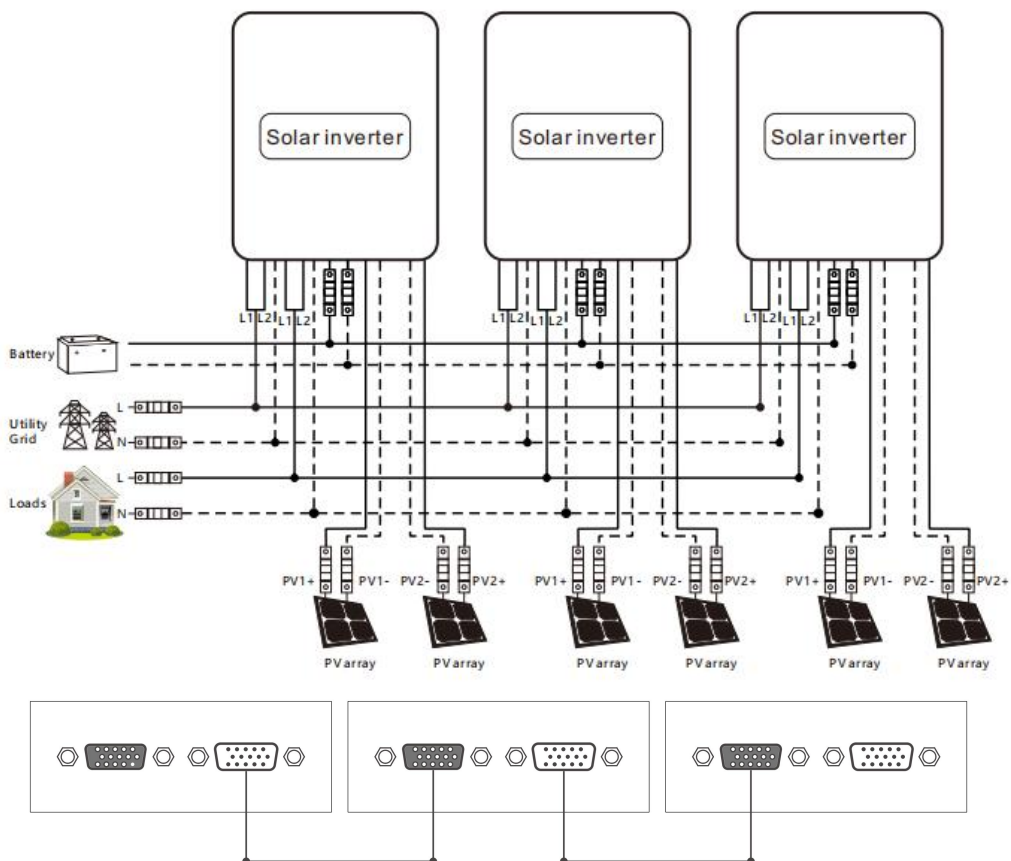 Solar inverter Solar inverter Solar inverter
L1 L2 L1 L2 L1 L2 L1 L2 L1 L2 L1 L2
Battery
L
Utility
Grid
N
L
Loads
N
PV1+ PV1- PV2- PV2+ PV1+ PV1- PV2- PV2+ PV1+ PV1- PV2- PV2+
PV array PV array PV array PV array PV array PV array